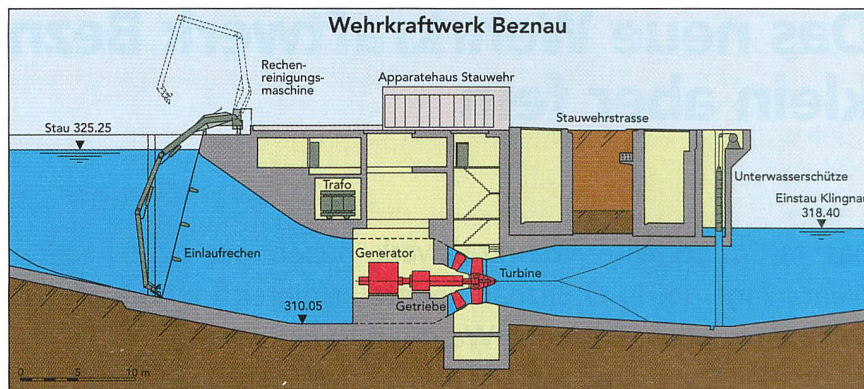 Wehrkraftwerk Beznau
Rechen-
reinigungs-
maschine
Apparatehaus Stauwehr
Stau 325.25
Stauwehrstrasse
Trafo
Unterwasserschütze
Einstau Klingnau
318.40
Einlaufrechen
Generator
Turbine
310.05
Getriebe
0 5 10 m